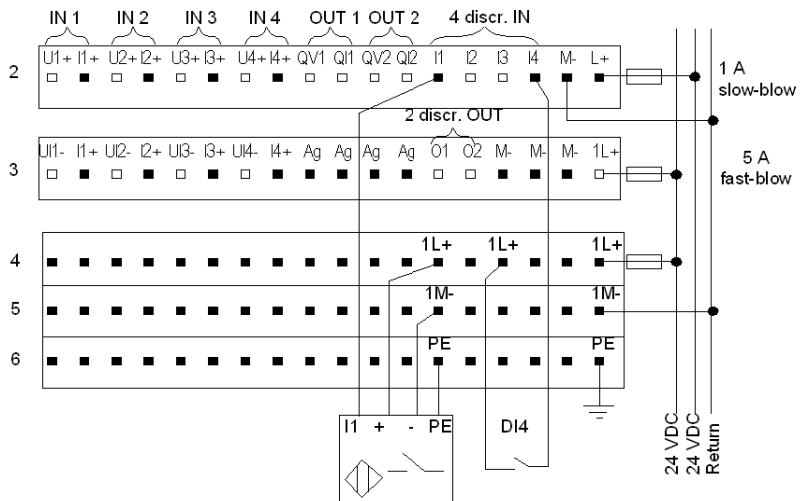 IN 1 IN 2 IN 3 IN 4 OUT 1 OUT 2 4 discr. IN
2 U1+ I1+ U2+ I2+ U3+ I3+ U4+ I4+ QV1 QI1 QV2 QI2 I1 I2 I3 I4 M- L+
1 A
slow-blow
2 discr. OUT
3 UI1- I1+ UI2- I2+ UI3- I3+ UI4- I4+ Ag Ag Ag Ag O1 O2 M- M- M- 1L+
5 A
fast-blow
4 1L+ 1L+ 1L+
5 1M- 1M-
6 PE PE
I1 + - PE DI4
24 VDC
24 VDC
Return